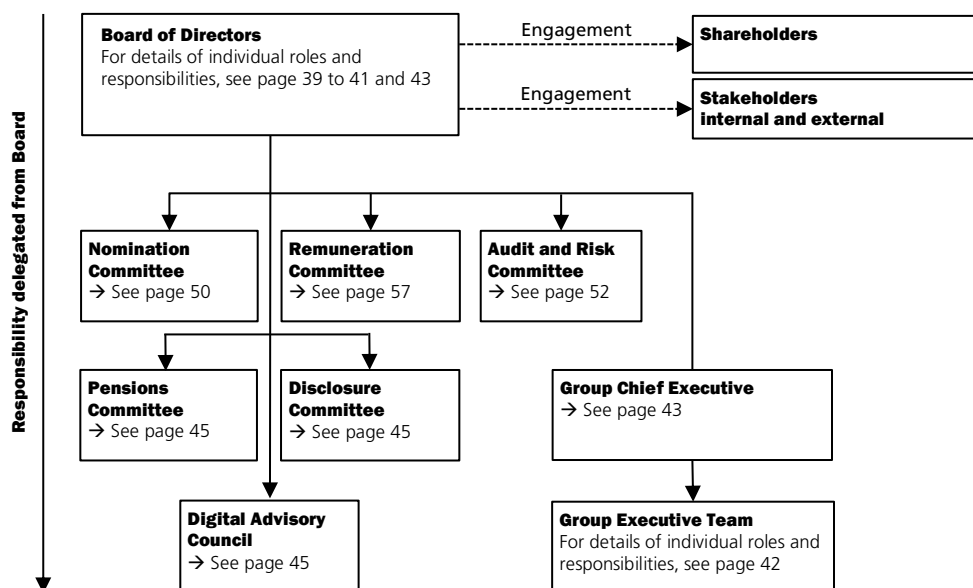 Board of Directors
For details of individual roles and
responsibilities, see page 39 to 41 and 43
Engagement
Shareholders
Engagement
Stakeholders
internal and external
Responsibility delegated from Board
Nomination
Committee
→ See page 50
Remuneration
Committee
→ See page 57
Audit and Risk
Committee
→ See page 52
Pensions
Committee
→ See page 45
Disclosure
Committee
→ See page 45
Group Chief Executive
→ See page 43
Digital Advisory
Council
→ See page 45
Group Executive Team
For details of individual roles and
responsibilities, see page 42